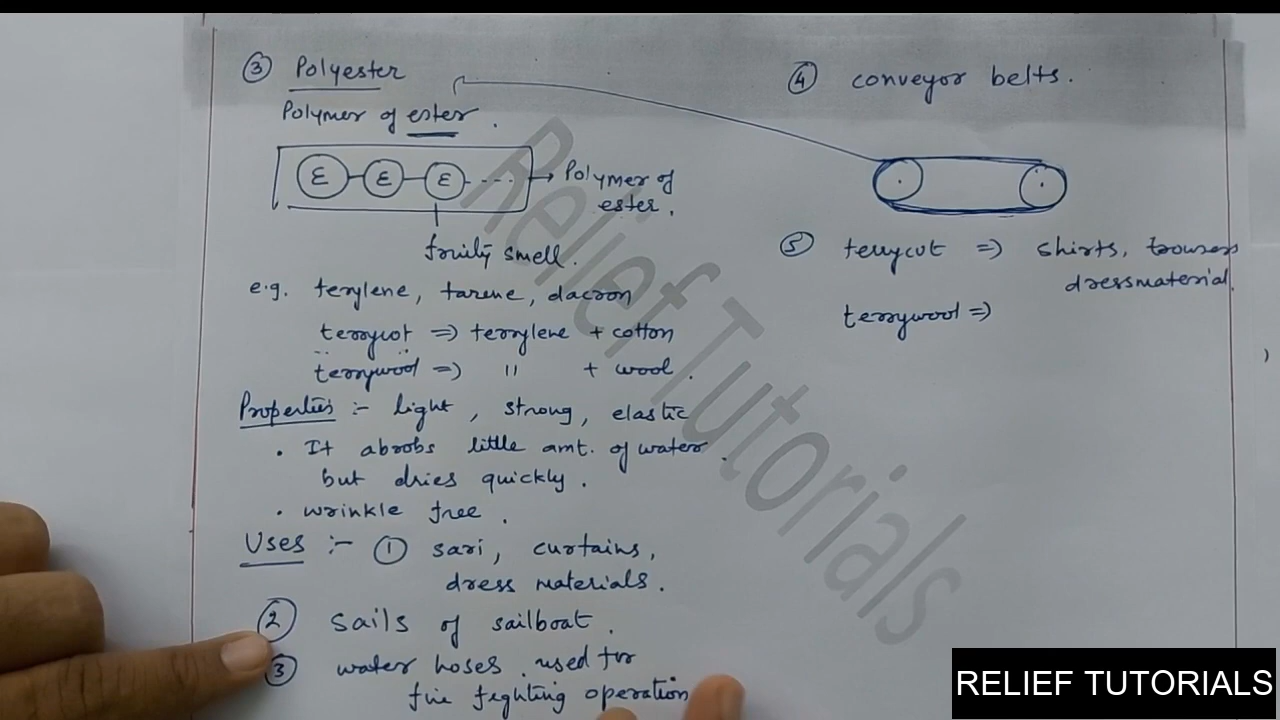 ③ Polyester
Polymer of ester.
E E E Polymer of
ester.
fruity smell.
e.g. terylene, tarene, dacron
terrycot => terrylene + cotton
terrywool => " + wool.
Properties :- light, strong, elastic
. It abrobs little amt. of water.
but dries quickly.
. wrinkle free.
Uses :- ① sari, curtains,
dress materials.
② sails of sailboat.
③ water hoses used for
fire fighting operation
④ conveyor belts.
⑤ terrycot => shirts, trousers
dressmaterial.
terrywool =>
Relief Tutorials
RELIEF TUTORIALS